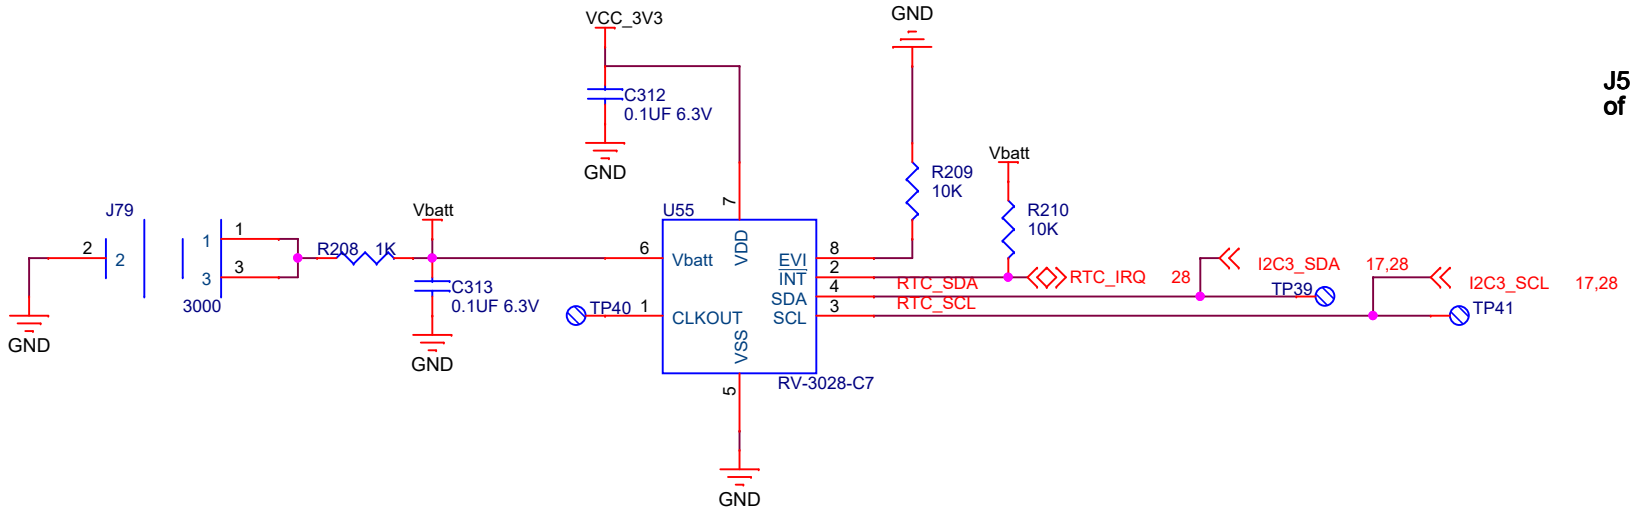 VCC_3V3
GND
J5
of
C312
0.1UF 6.3V
GND
Vbatt
R209
10K
7
J79
Vbatt
U55
R210
10K
2
2
1
1
3
3
3000
R208 1K
6
Vbatt
VDD
EVI
8
INT
2
RTC_IRQ 28
I2C3_SDA 17,28
C313
0.1UF 6.3V
SDA
4
RTC_SDA
TP39
I2C3_SCL 17,28
TP40
1
CLKOUT
SCL
3
RTC_SCL
TP41
GND
GND
VSS
5
RV-3028-C7
GND